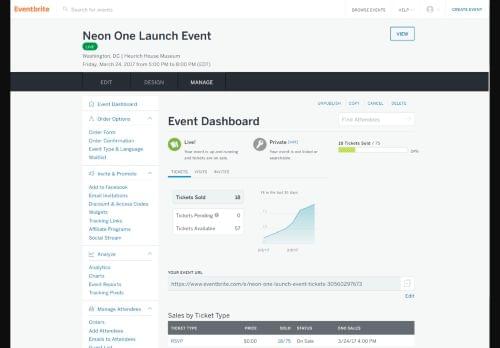 Eventbrite Search for events BROWSE EVENTS HELP CREATE EVENT
Neon One Launch Event
VIEW
LIVE
Washington, DC | Heurich House Museum
Friday, March 24, 2017 from 5:00 PM to 8:00 PM (EDT)
EDIT DESIGN MANAGE
Event Dashboard
Order Options
Order Form
Order Confirmation
Event Type & Language
Waitlist
Invite & Promote
Add to Facebook
Email Invitations
Discount & Access Codes
Widgets
Tracking Links
Affiliate Programs
Social Stream
Analyze
Analytics
Charts
Event Reports
Tracking Pixels
Manage Attendees
Orders
Add Attendees
Emails to Attendees
Guest List
UNPUBLISH COPY CANCEL DELETE
Event Dashboard
Find Attendees
Live!
Your event is up and running
and tickets are on sale.
Private [edit]
Your event is not listed or
searchable.
18 Tickets Sold / 75
24%
TICKETS VISITS INVITES
Tickets Sold 18
Tickets Pending 0
Tickets Available 57
18 in the last 30 days
YOUR EVENT URL
https://www.eventbrite.com/e/neon-one-launch-event-tickets-30560297673
Edit
Sales by Ticket Type
TICKET TYPE PRICE SOLD STATUS END SALES
RSVP $0.00 18/75 On Sale 3/24/17 4:00 PM